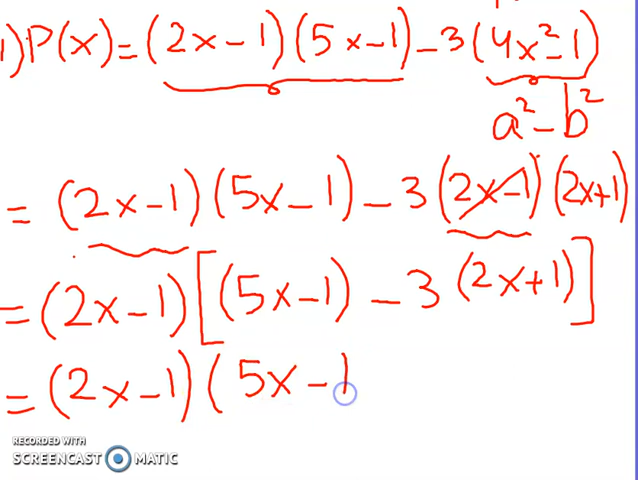 1) P(x) = (2x - 1)(5x - 1) - 3(4x² - 1)
a² - b²
= (2x - 1)(5x - 1) - 3(2x - 1)(2x + 1)
= (2x - 1)[(5x - 1) - 3(2x + 1)]
= (2x - 1)(5x - 1
RECORDED WITH
SCREENCAST MATIC